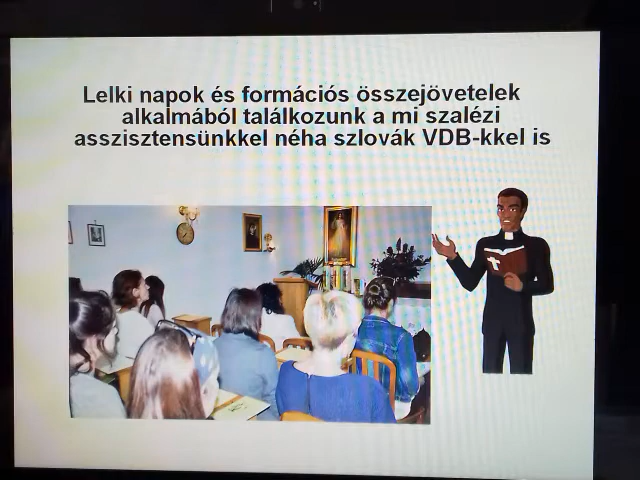 Lelki napok és formációs összejövetelek
alkalmából találkozunk a mi szalézi
asszisztensünkkel néha szlovák VDB-kkel is